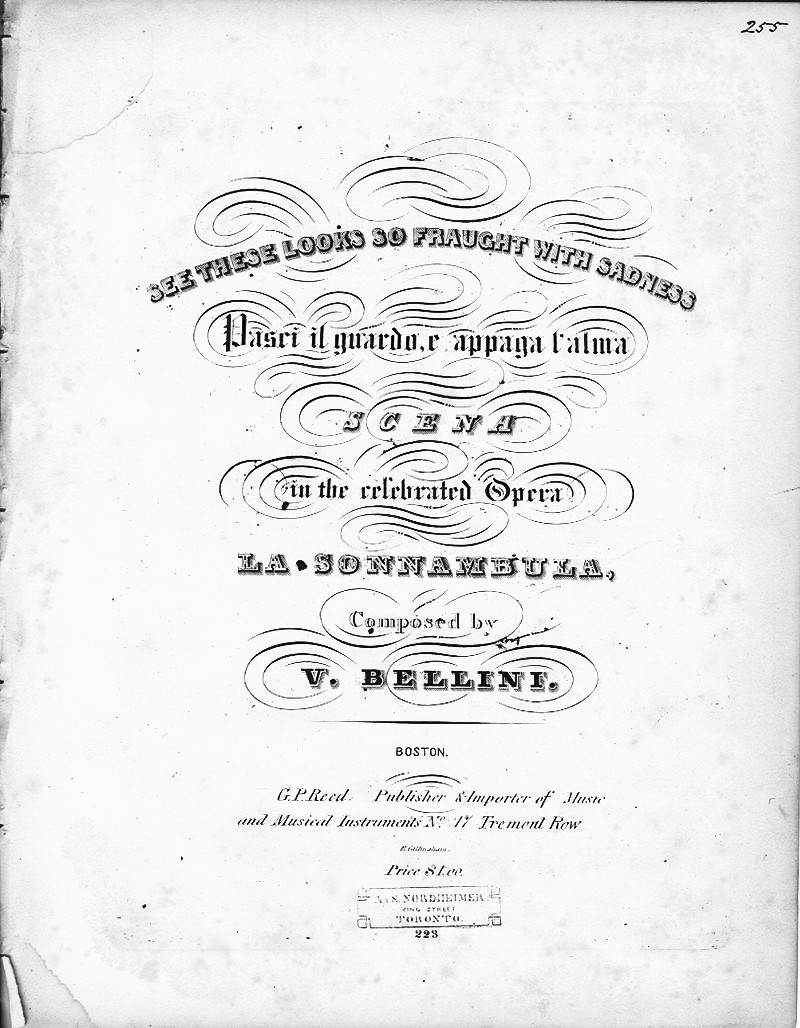 255
SEE THESE LOOKS SO FRAUGHT WITH SADNESS
Pasci il guardo, e appaga l'alma
SCENA
in the celebrated Opera
LA SONNAMBULA,
Composed by
V. BELLINI.
BOSTON.
G.P. Reed. Publisher & Importer of Music
and Musical Instruments No. 17 Tremont Row
E. Gillingham.
Price $1.00.
A & S. NORDHEIMER
KING STREET
TORONTO.
223